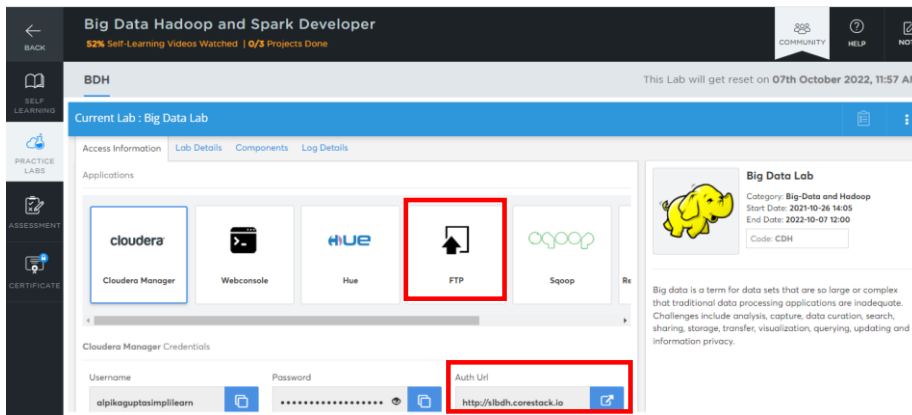 Big Data Hadoop and Spark Developer
52% Self-Learning Videos Watched | 0/3 Projects Done
BACK
COMMUNITY
HELP
SELF
LEARNING
PRACTICE
LABS
ASSESSMENT
CERTIFICATE
BDH
This Lab will get reset on 07th October 2022, 11:57 AM
Current Lab : Big Data Lab
Access Information Lab Details Components Log Details
Applications
cloudera
HUE
sqoop
Cloudera Manager
Webconsole
Hue
FTP
Sqoop
Re
Cloudera Manager Credentials
Username
alpikaguptasimplilearn
Password
Auth Url
http://slbdh.corestack.io
Big Data Lab
Category: Big-Data and Hadoop
Start Date: 2021-10-26 14:05
End Date: 2022-10-07 12:00
Code: CDH
Big data is a term for data sets that are so large or complex
that traditional data processing applications are inadequate.
Challenges include analysis, capture, data curation, search,
sharing, storage, transfer, visualization, querying, updating and
information privacy.